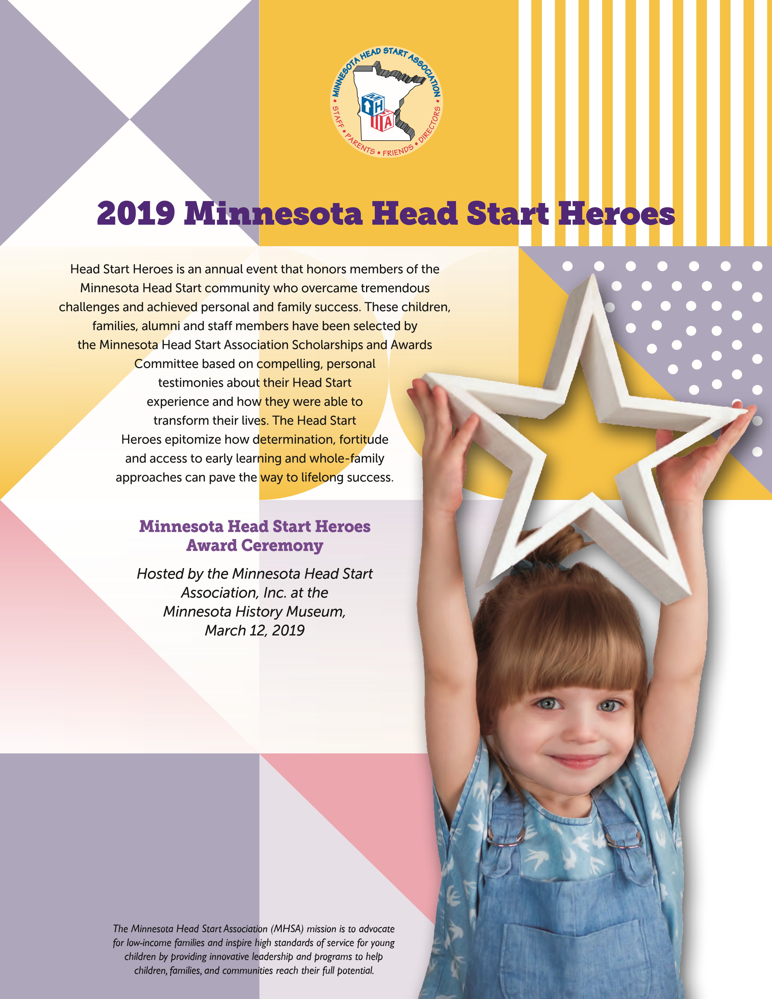 MINNESOTA HEAD START ASSOCIATION
• STAFF • PARENTS • FRIENDS • DIRECTORS •
M
H
S
A
2019 Minnesota Head Start Heroes
Head Start Heroes is an annual event that honors members of the
Minnesota Head Start community who overcame tremendous
challenges and achieved personal and family success. These children,
families, alumni and staff members have been selected by
the Minnesota Head Start Association Scholarships and Awards
Committee based on compelling, personal
testimonies about their Head Start
experience and how they were able to
transform their lives. The Head Start
Heroes epitomize how determination, fortitude
and access to early learning and whole-family
approaches can pave the way to lifelong success.
Minnesota Head Start Heroes
Award Ceremony
Hosted by the Minnesota Head Start
Association, Inc. at the
Minnesota History Museum,
March 12, 2019
The Minnesota Head Start Association (MHSA) mission is to advocate
for low-income families and inspire high standards of service for young
children by providing innovative leadership and programs to help
children, families, and communities reach their full potential.